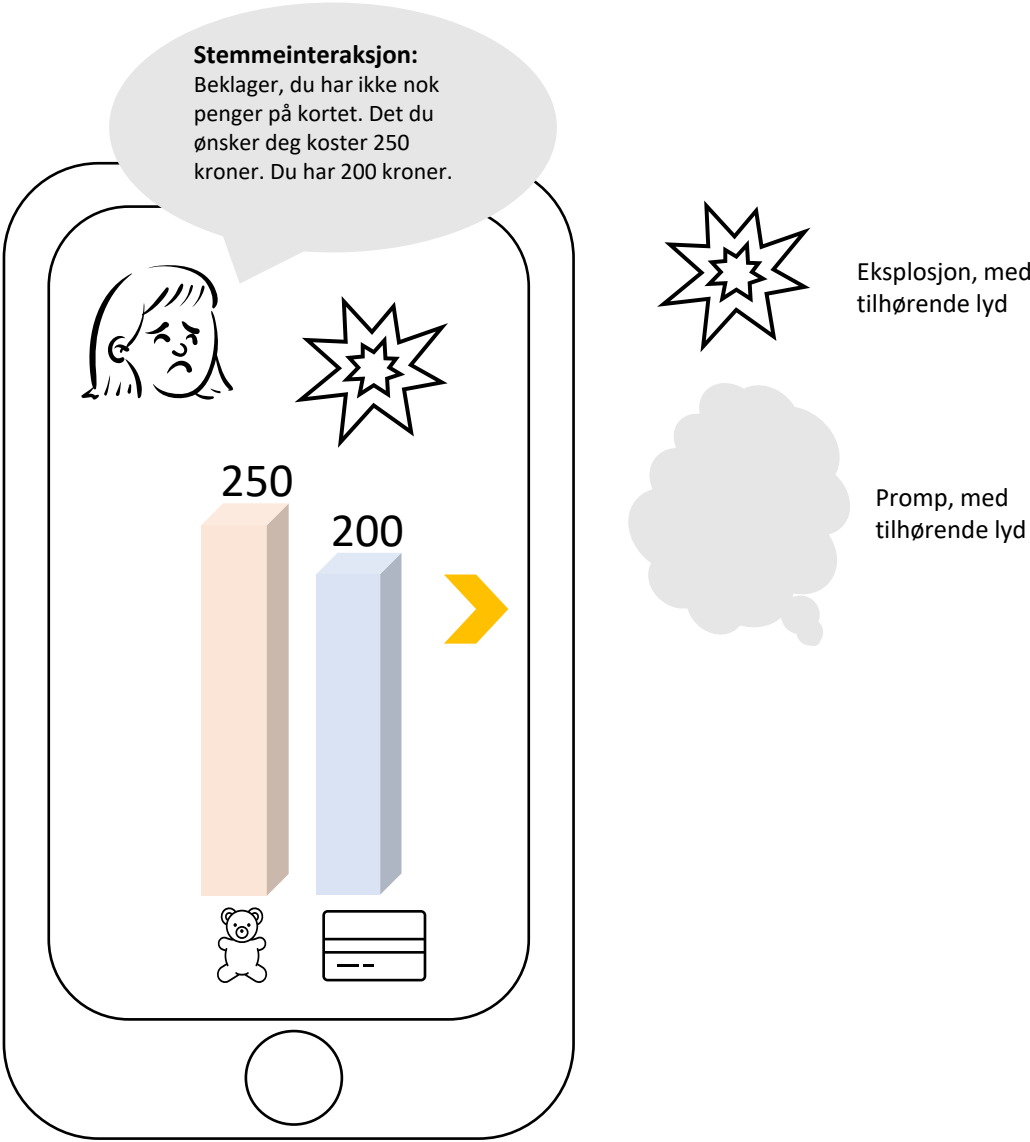 Stemmeinteraksjon:
Beklager, du har ikke nok
penger på kortet. Det du
ønsker deg koster 250
kroner. Du har 200 kroner.
Eksplosjon, med
tilhørende lyd
250
200
Promp, med
tilhørende lyd